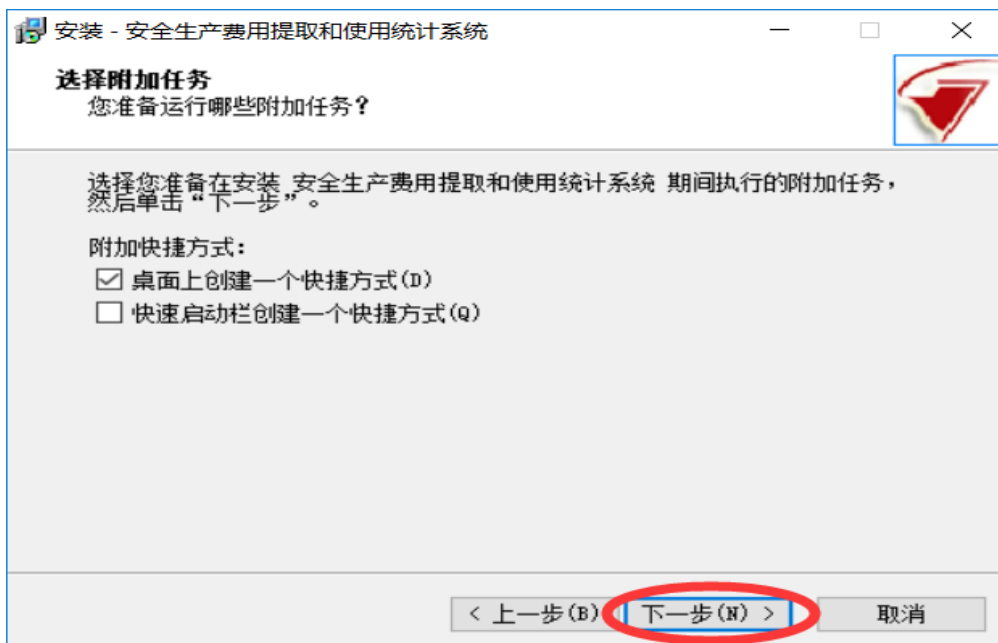 安装 - 安全生产费用提取和使用统计系统
选择附加任务
您准备运行哪些附加任务？
选择您准备在安装 安全生产费用提取和使用统计系统 期间执行的附加任务，
然后单击“下一步”。
附加快捷方式：
桌面上创建一个快捷方式(D)
快速启动栏创建一个快捷方式(Q)
< 上一步(B) 下一步(N) > 取消